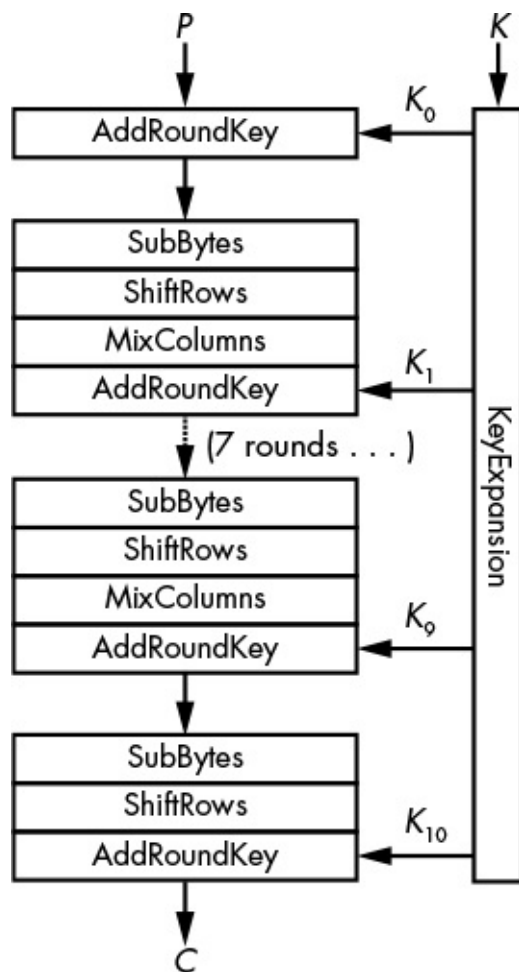 P
K
AddRoundKey
K₀
SubBytes
ShiftRows
MixColumns
AddRoundKey
K₁
(7 rounds . . . )
KeyExpansion
SubBytes
ShiftRows
MixColumns
AddRoundKey
K₉
SubBytes
ShiftRows
AddRoundKey
K₁₀
C